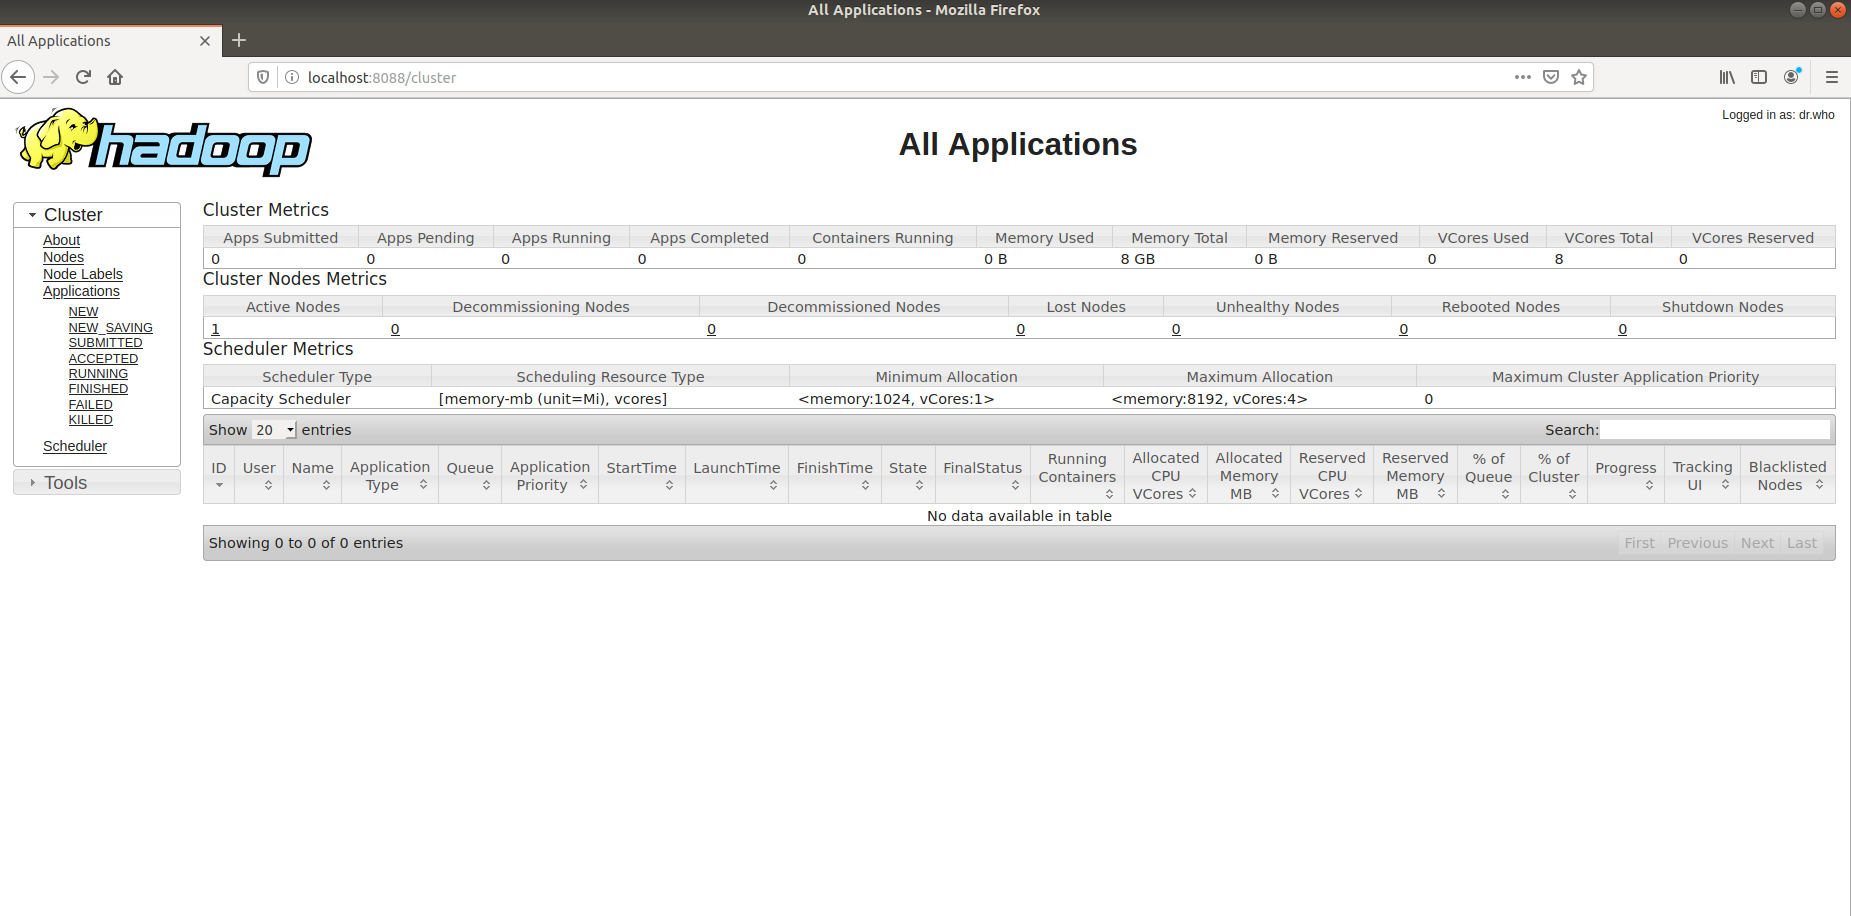 All Applications - Mozilla Firefox
All Applications
localhost:8088/cluster
hadoop
All Applications
Logged in as: dr.who
Cluster
About
Nodes
Node Labels
Applications
NEW
NEW_SAVING
SUBMITTED
ACCEPTED
RUNNING
FINISHED
FAILED
KILLED
Scheduler
Tools
Cluster Metrics
Apps Submitted Apps Pending Apps Running Apps Completed Containers Running Memory Used Memory Total Memory Reserved VCores Used VCores Total VCores Reserved
0 0 0 0 0 0 B 8 GB 0 B 0 8 0
Cluster Nodes Metrics
Active Nodes Decommissioning Nodes Decommissioned Nodes Lost Nodes Unhealthy Nodes Rebooted Nodes Shutdown Nodes
1 0 0 0 0 0 0
Scheduler Metrics
Scheduler Type Scheduling Resource Type Minimum Allocation Maximum Allocation Maximum Cluster Application Priority
Capacity Scheduler [memory-mb (unit=Mi), vcores] <memory:1024, vCores:1> <memory:8192, vCores:4> 0
Show 20 entries Search:
ID User Name Application Type Queue Application Priority StartTime LaunchTime FinishTime State FinalStatus Running Containers Allocated CPU VCores Allocated Memory MB Reserved CPU VCores Reserved Memory MB % of Queue % of Cluster Progress Tracking UI Blacklisted Nodes
No data available in table
Showing 0 to 0 of 0 entries First Previous Next Last